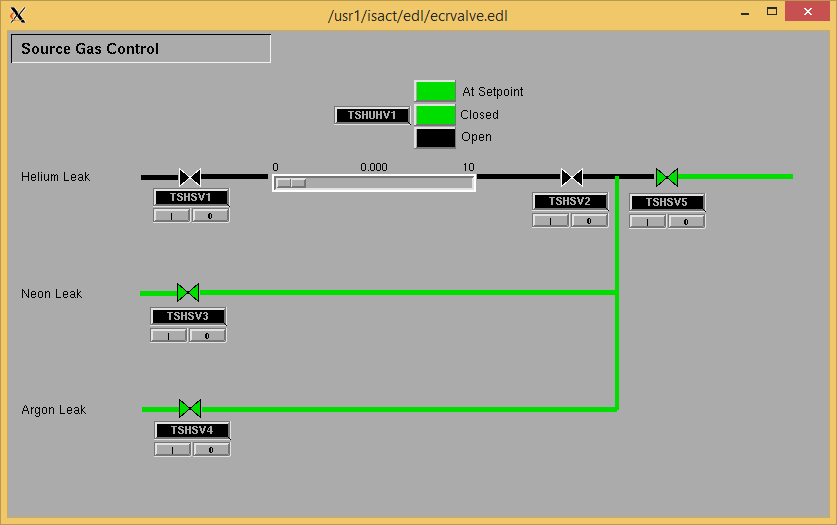 /usr1/isact/edl/ecrvalve.edl
Source Gas Control
At Setpoint
TSHUHV1 Closed
Open
0 0.000 10
Helium Leak
TSHSV1 TSHSV2 TSHSV5
| 0 | 0 | 0
Neon Leak
TSHSV3
| 0
Argon Leak
TSHSV4
| 0